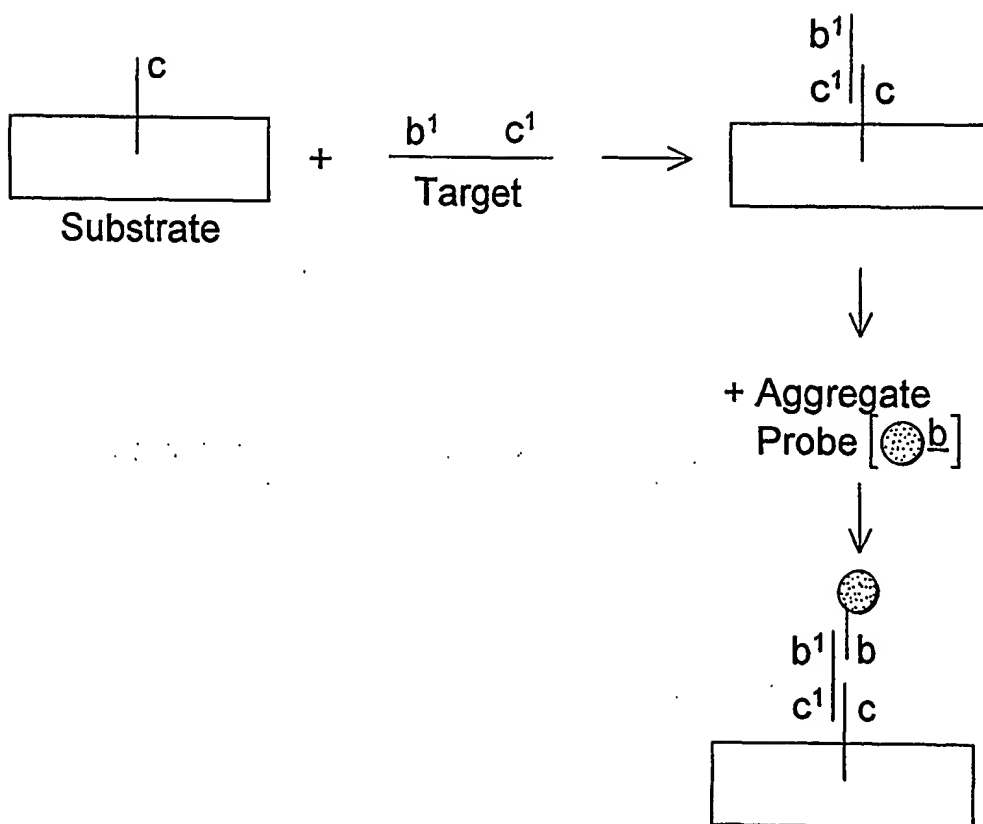 c
+
b¹ c¹
Target
Substrate
b¹
c¹ c
+ Aggregate
Probe [ b]
b¹ b
c¹ c